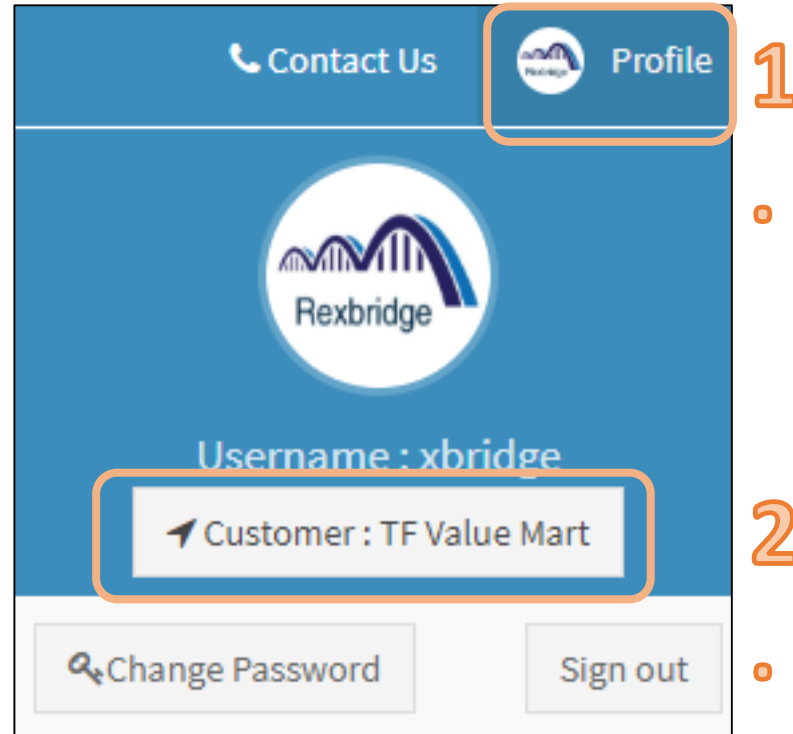 Contact Us
Profile
1.
Rexbridge
Username : xbridge
Customer : TF Value Mart
2.
Change Password
Sign out